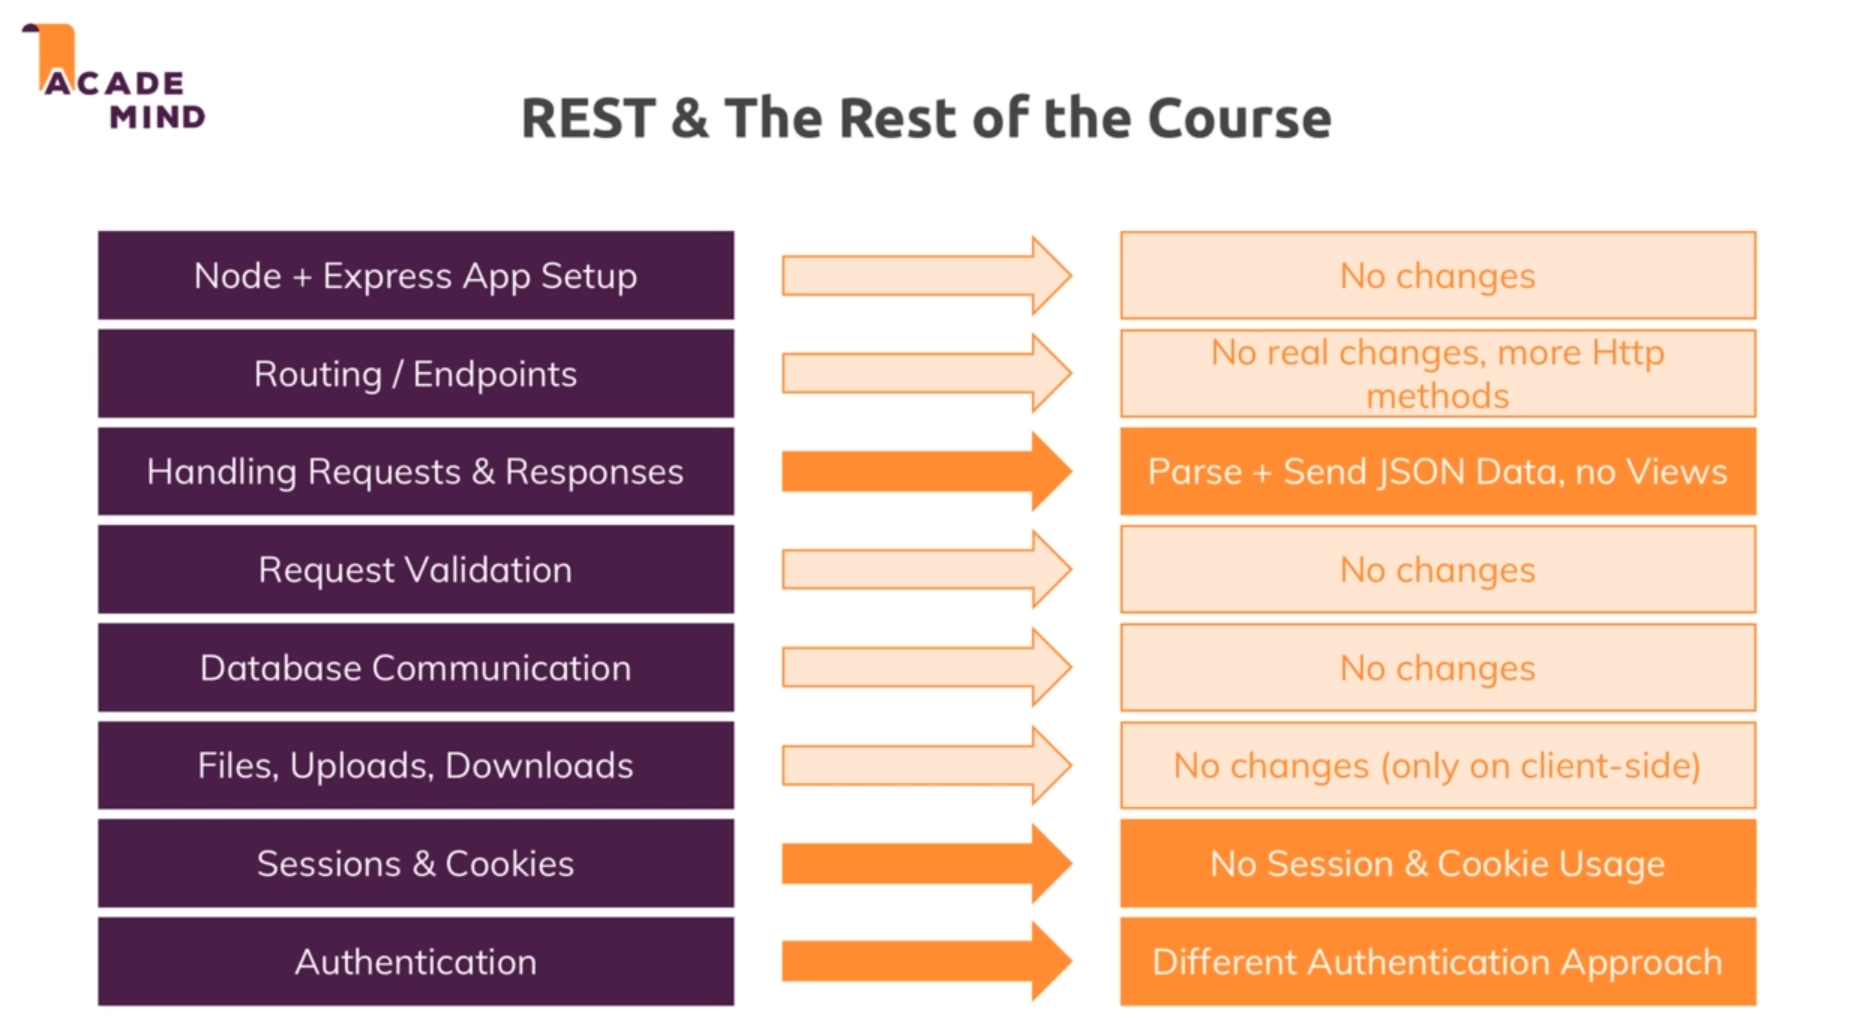 ACADE
MIND
REST & The Rest of the Course
Node + Express App Setup
No changes
Routing / Endpoints
No real changes, more Http
methods
Handling Requests & Responses
Parse + Send JSON Data, no Views
Request Validation
No changes
Database Communication
No changes
Files, Uploads, Downloads
No changes (only on client-side)
Sessions & Cookies
No Session & Cookie Usage
Authentication
Different Authentication Approach